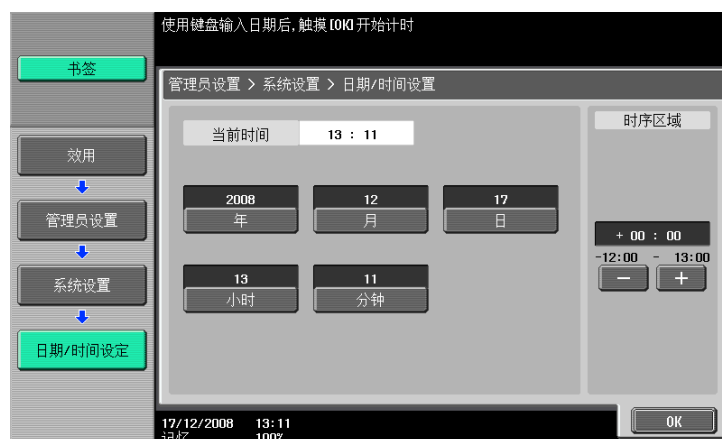 使用键盘输入日期后,触摸[OK]开始计时
书签
管理员设置 > 系统设置 > 日期/时间设置
当前时间
13 : 11
时序区域
效用
2008
12
17
年
月
日
管理员设置
+ 00 : 00
-12:00 - 13:00
系统设置
13
11
小时
分钟
日期/时间设定
17/12/2008 13:11
OK
记忆 100%